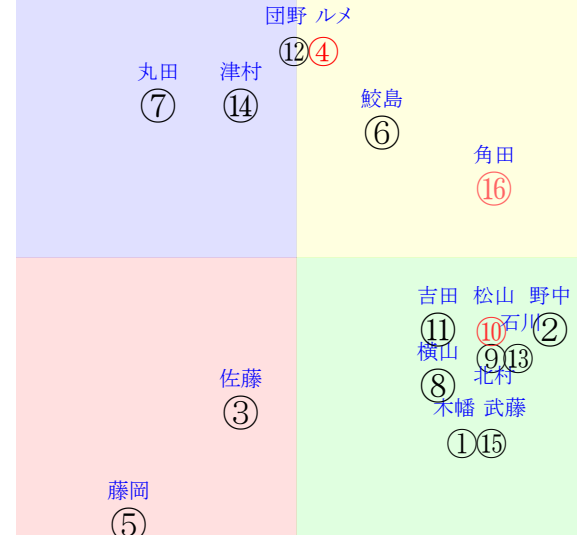 団野 ルメ
⑫④
丸田 津村
⑦ ⑭
鮫島
⑥
角田
⑯
吉田 松山 野中
⑪ ⑩ 石川 ②
横山 ⑨⑬
⑧ 北村
佐藤
③
木幡 武藤
①⑮
藤岡
⑤